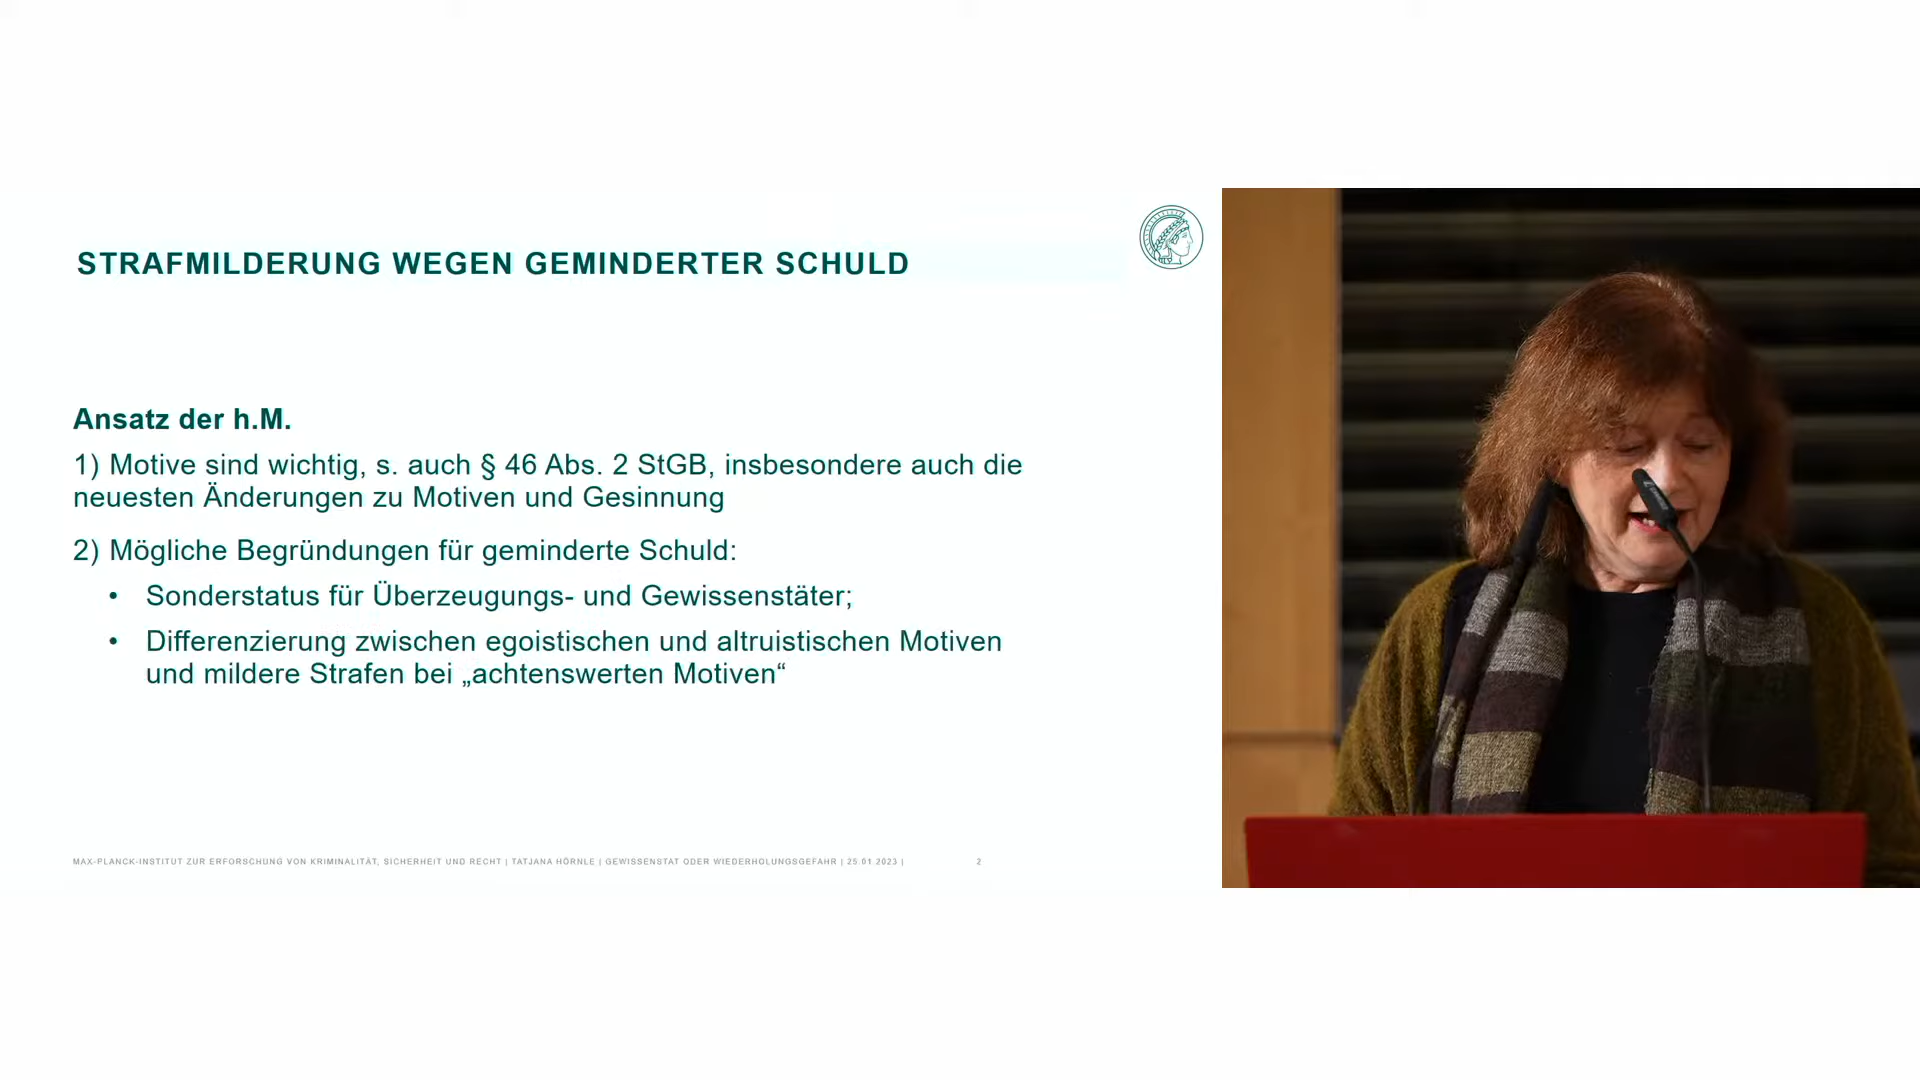 STRAFMILDERUNG WEGEN GEMINDERTER SCHULD
Ansatz der h.M.
1) Motive sind wichtig, s. auch § 46 Abs. 2 StGB, insbesondere auch die
neuesten Änderungen zu Motiven und Gesinnung
2) Mögliche Begründungen für geminderte Schuld:
• Sonderstatus für Überzeugungs- und Gewissenstäter;
• Differenzierung zwischen egoistischen und altruistischen Motiven
und mildere Strafen bei „achtenswerten Motiven“
MAX-PLANCK-INSTITUT ZUR ERFORSCHUNG VON KRIMINALITÄT, SICHERHEIT UND RECHT | TATJANA HÖRNLE | GEWISSENSTAT ODER WIEDERHOLUNGSGEFAHR | 25.01.2023 | 2